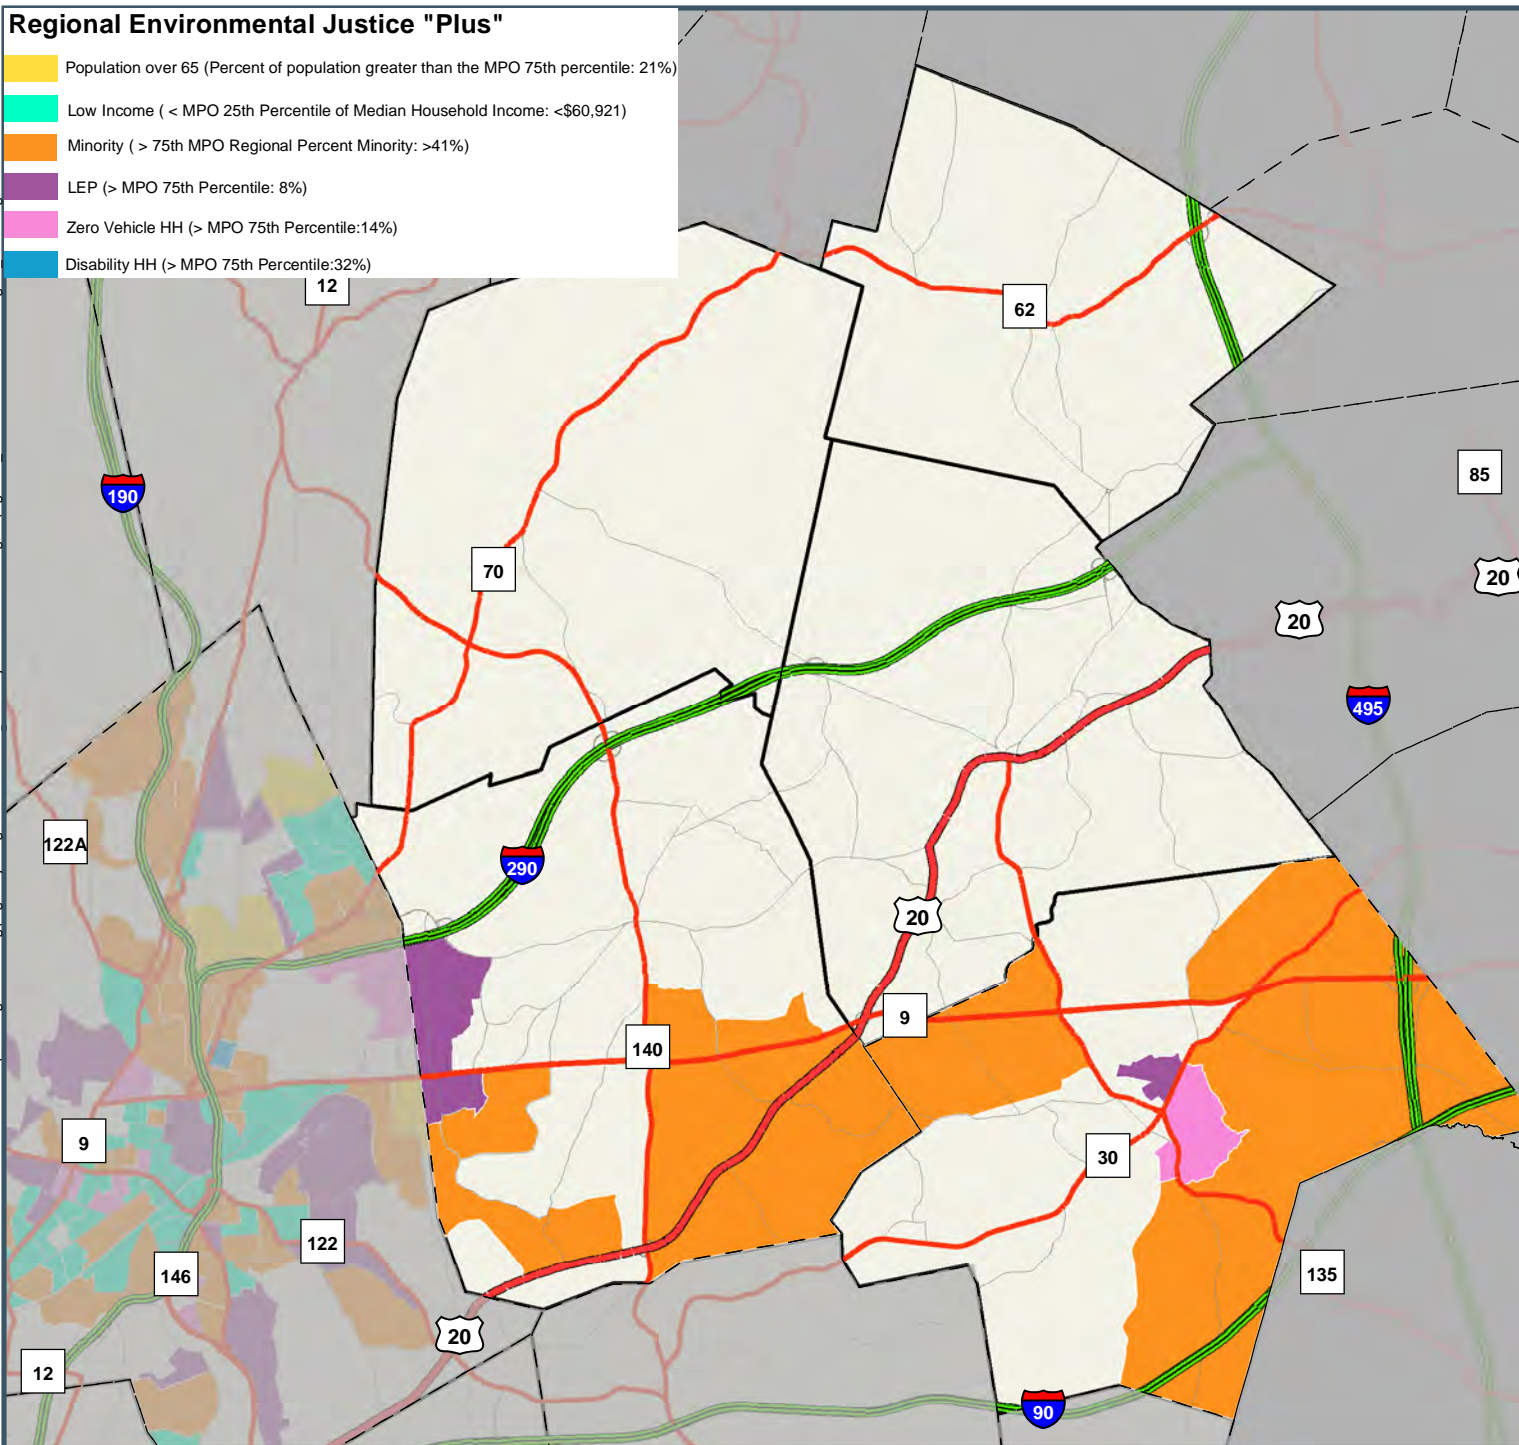 Regional Environmental Justice "Plus"
Population over 65 (Percent of population greater than the MPO 75th percentile: 21%)
Low Income ( < MPO 25th Percentile of Median Household Income: <$60,921)
Minority ( > 75th MPO Regional Percent Minority: >41%)
LEP (> MPO 75th Percentile: 8%)
Zero Vehicle HH (> MPO 75th Percentile:14%)
Disability HH (> MPO 75th Percentile:32%)
12
62
85
190
70
20
20
495
122A
290
20
9
140
9
30
122
146
135
20
12
90